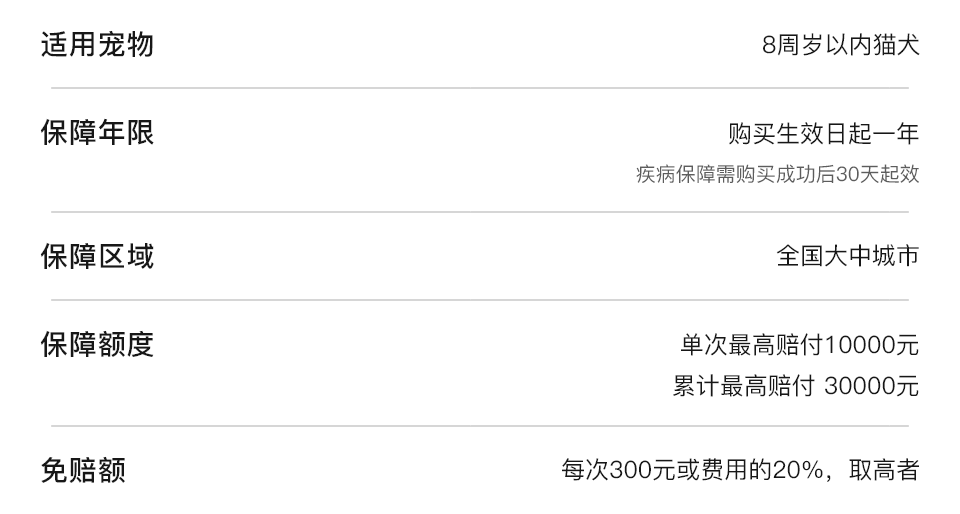 适用宠物 8周岁以内猫犬
保障年限 购买生效日起一年
疾病保障需购买成功后30天起效
保障区域 全国大中城市
保障额度 单次最高赔付10000元
累计最高赔付 30000元
免赔额 每次300元或费用的20%，取高者